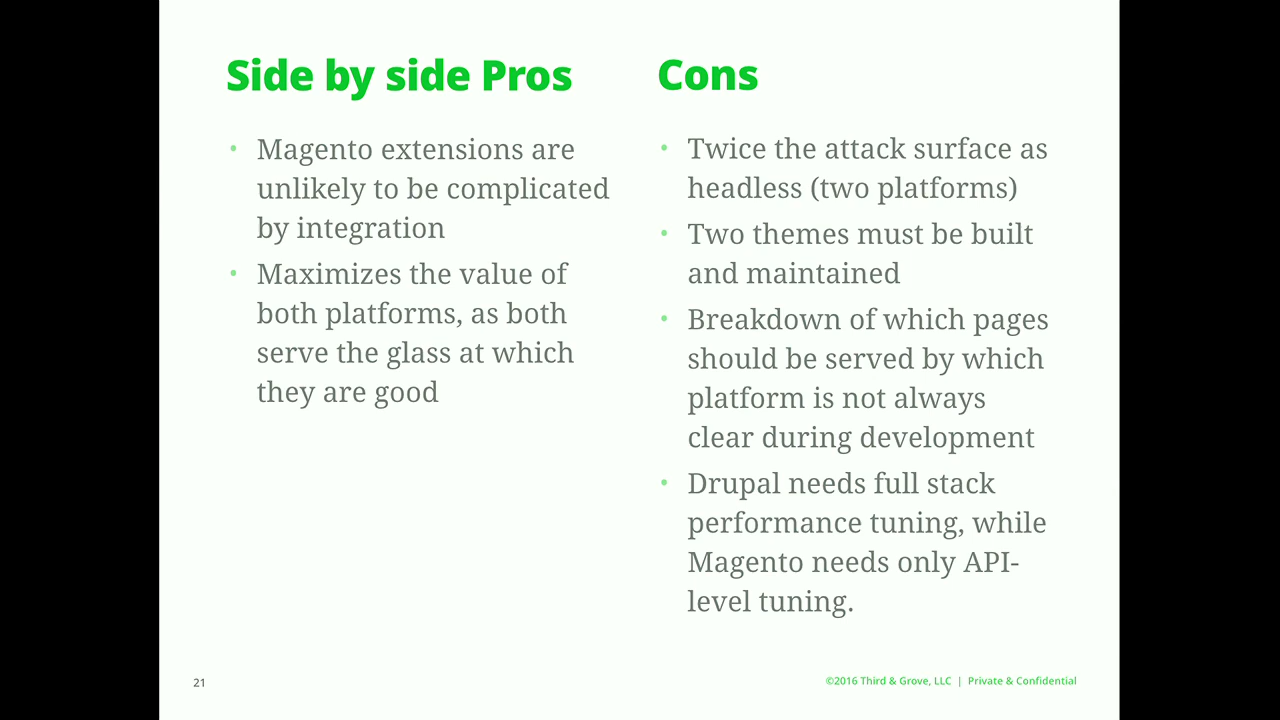 Side by side Pros
Magento extensions are
unlikely to be complicated
by integration
Maximizes the value of
both platforms, as both
serve the glass at which
they are good
Cons
Twice the attack surface as
headless (two platforms)
Two themes must be built
and maintained
Breakdown of which pages
should be served by which
platform is not always
clear during development
Drupal needs full stack
performance tuning, while
Magento needs only API-
level tuning.
21
©2016 Third & Grove, LLC | Private & Confidential